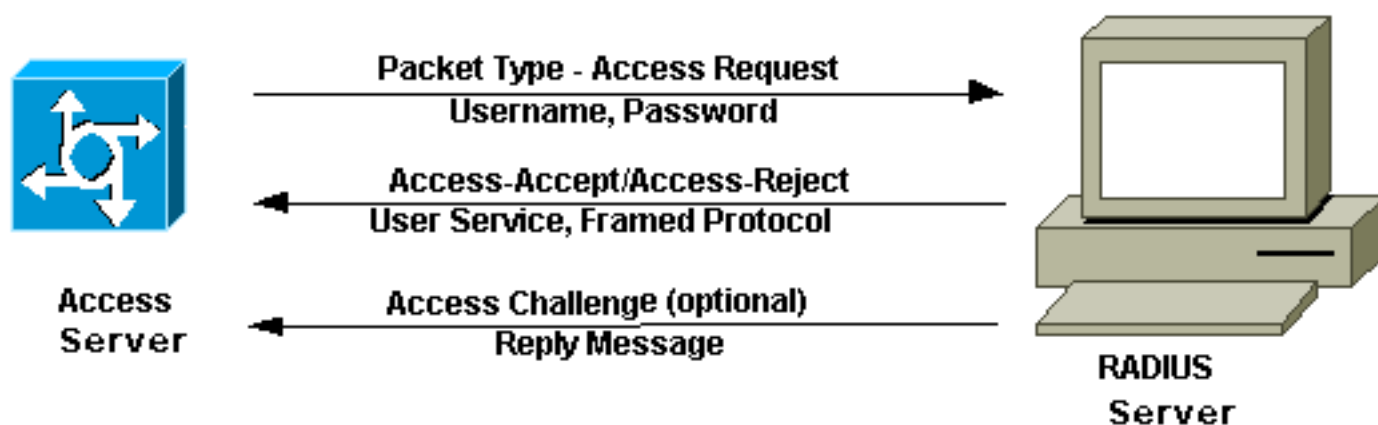 Packet Type - Access Request
Username, Password
Access-Accept/Access-Reject
User Service, Framed Protocol
Access Challenge (optional)
Reply Message
Access
Server
RADIUS
Server